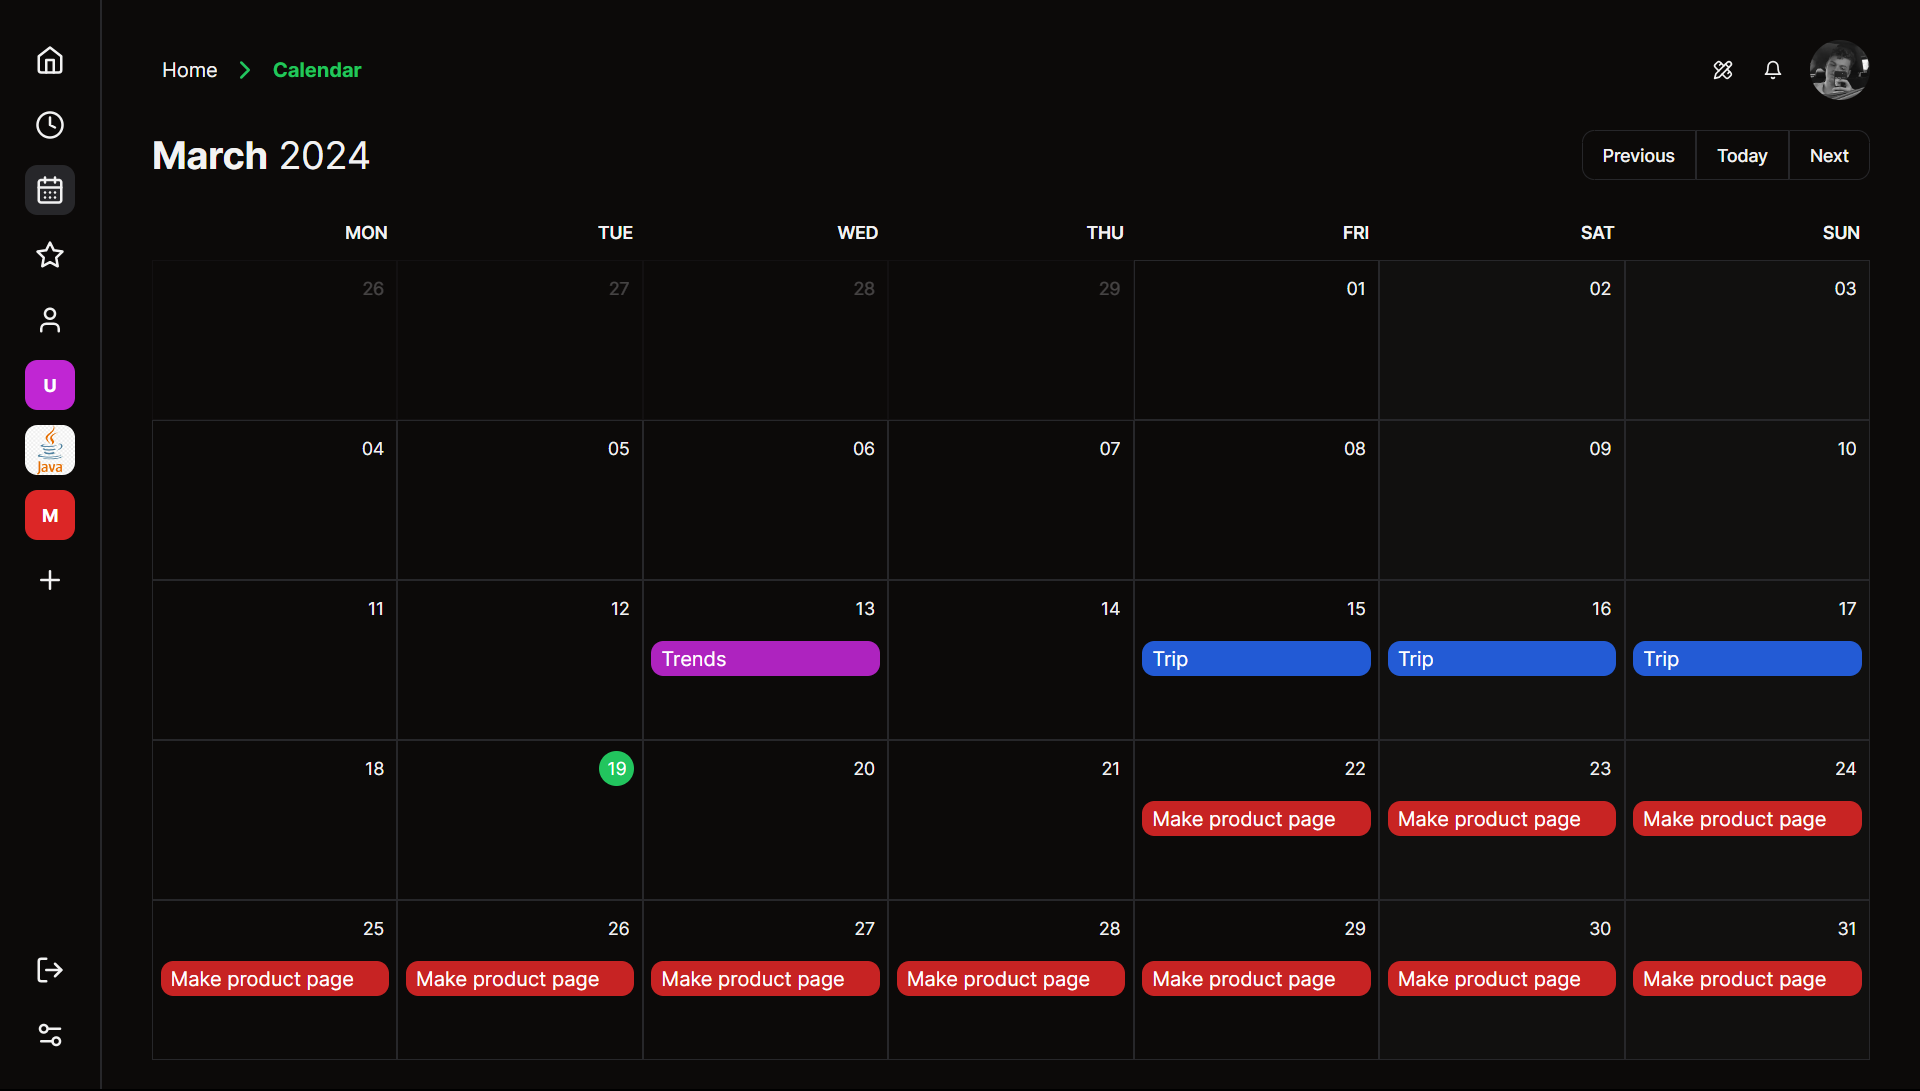 Home > Calendar
March 2024
Previous Today Next
MON TUE WED THU FRI SAT SUN
26 27 28 29 01 02 03
U
04 05 06 07 08 09 10
Java
M
11 12 13 14 15 16 17
Trends Trip Trip Trip
18 19 20 21 22 23 24
Make product page Make product page Make product page
25 26 27 28 29 30 31
Make product page Make product page Make product page Make product page Make product page Make product page Make product page